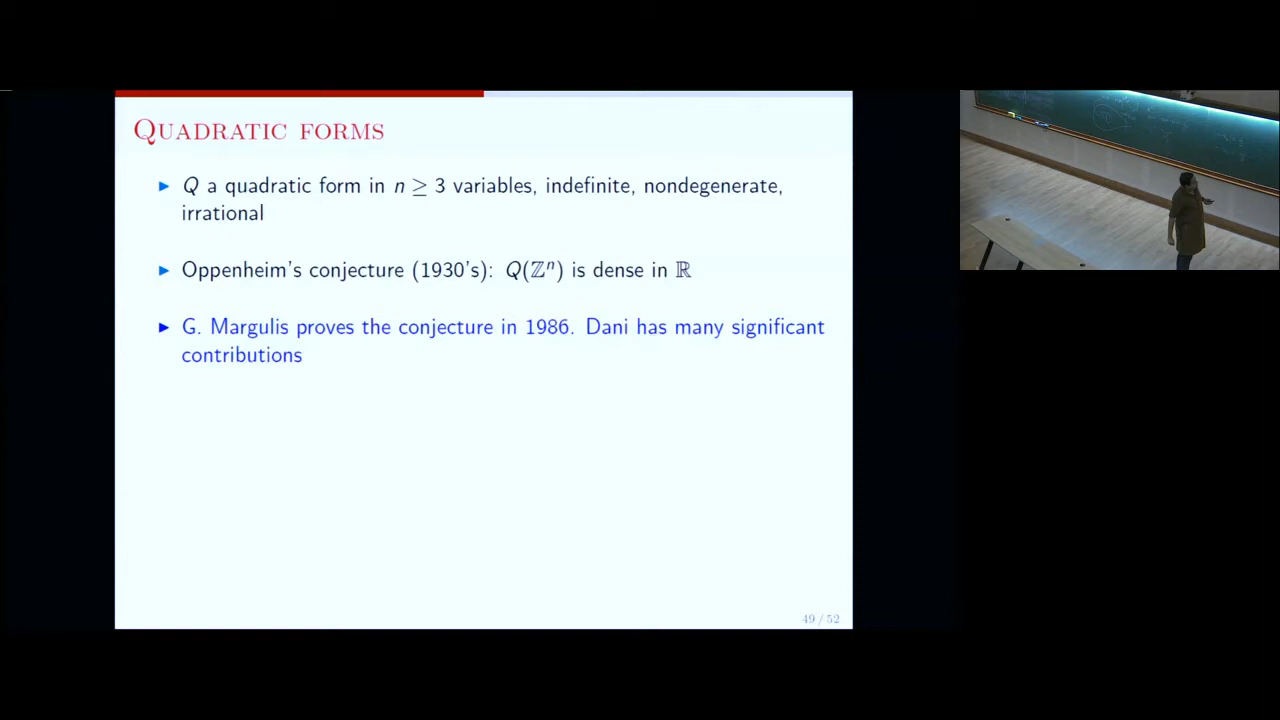 Quadratic forms
▶ Q a quadratic form in n ≥ 3 variables, indefinite, nondegenerate,
irrational
▶ Oppenheim's conjecture (1930's): Q(ℤⁿ) is dense in ℝ
▶ G. Margulis proves the conjecture in 1986. Dani has many significant
contributions
49 / 52